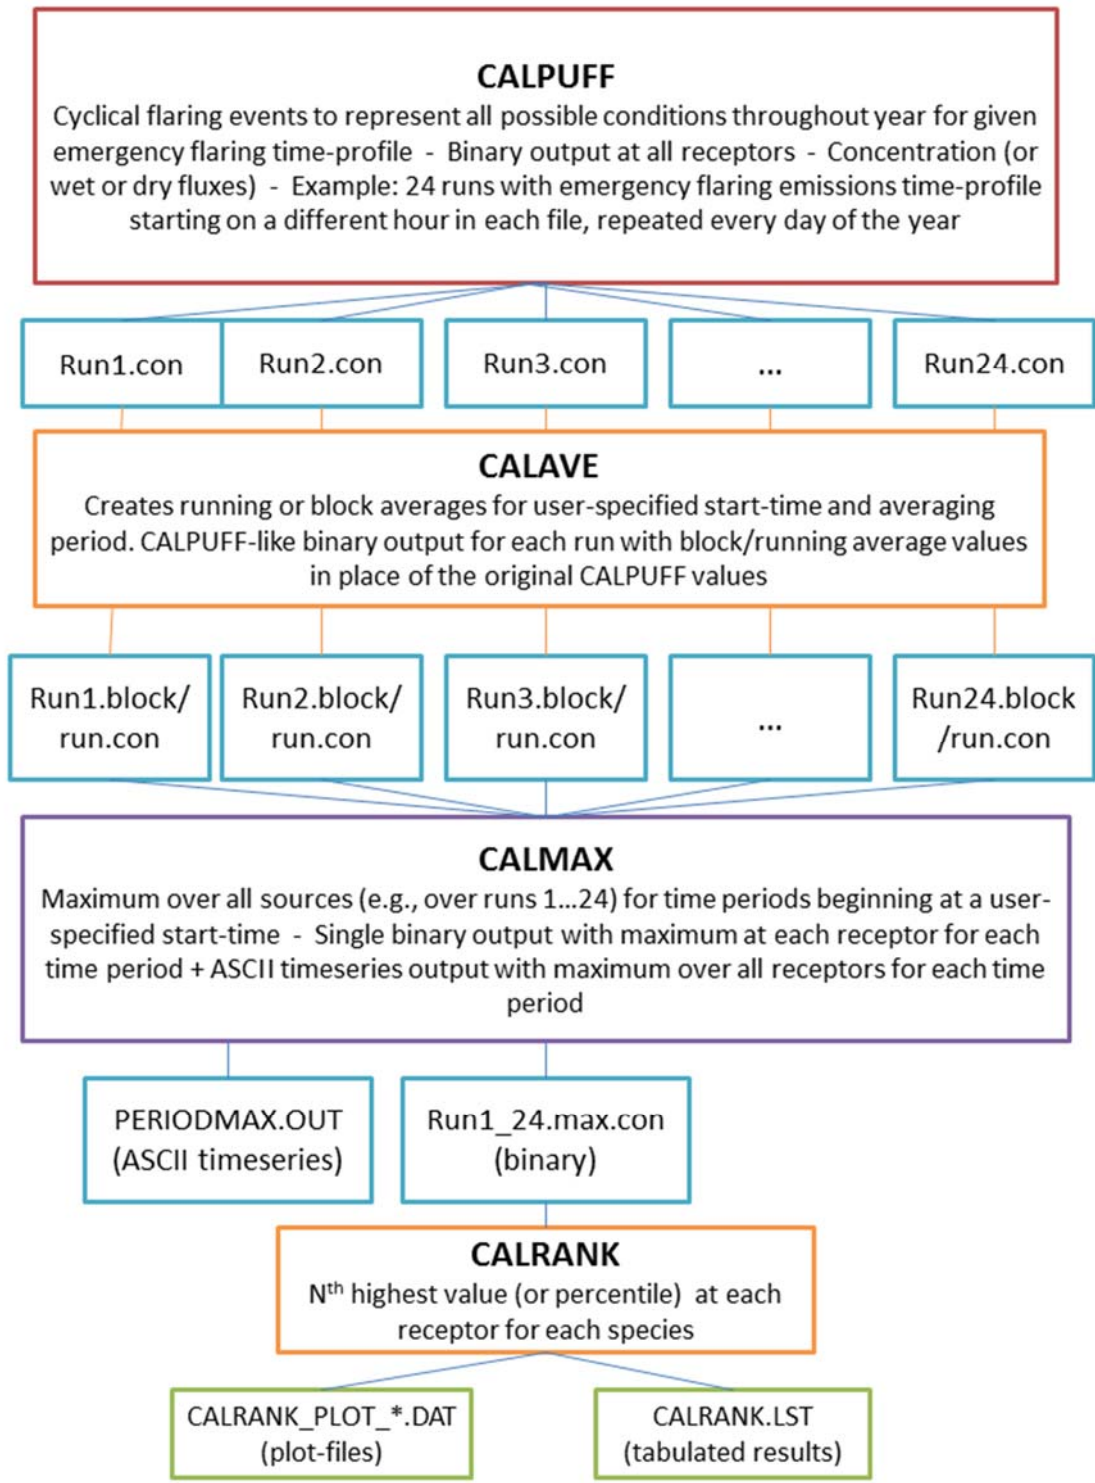 CALPUFF
Cyclical flaring events to represent all possible conditions throughout year for given
emergency flaring time-profile - Binary output at all receptors - Concentration (or
wet or dry fluxes) - Example: 24 runs with emergency flaring emissions time-profile
starting on a different hour in each file, repeated every day of the year
Run1.con
Run2.con
Run3.con
...
Run24.con
CALAVE
Creates running or block averages for user-specified start-time and averaging
period. CALPUFF-like binary output for each run with block/running average values
in place of the original CALPUFF values
Run1.block/
run.con
Run2.block/
run.con
Run3.block/
run.con
...
Run24.block
/run.con
CALMAX
Maximum over all sources (e.g., over runs 1...24) for time periods beginning at a user-
specified start-time - Single binary output with maximum at each receptor for each
time period + ASCII timeseries output with maximum over all receptors for each time
period
PERIODMAX.OUT
(ASCII timeseries)
Run1_24.max.con
(binary)
CALRANK
Nth highest value (or percentile) at each
receptor for each species
CALRANK_PLOT_*.DAT
(plot-files)
CALRANK.LST
(tabulated results)